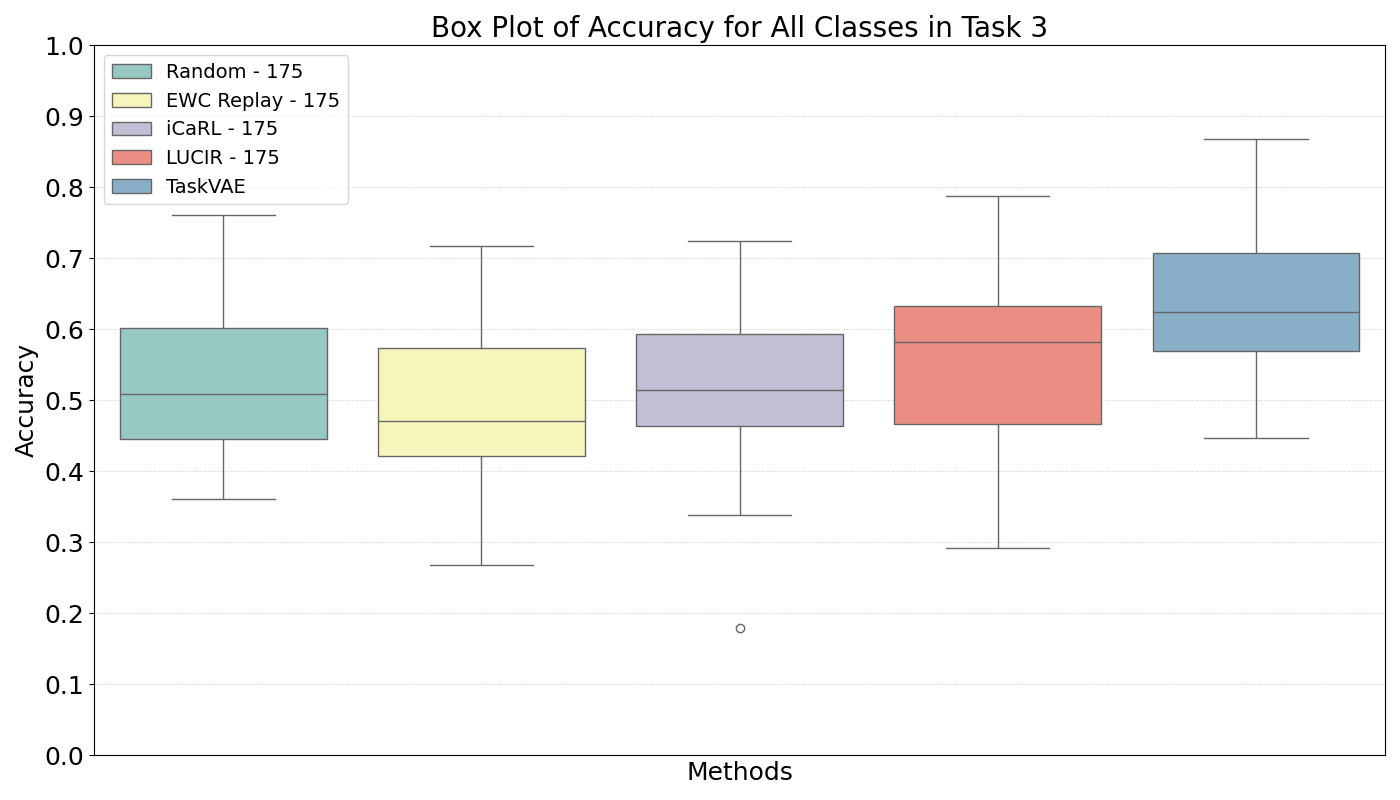 Box Plot of Accuracy for All Classes in Task 3
1.0
0.9
0.8
0.7
0.6
0.5
0.4
0.3
0.2
0.1
0.0
Accuracy
Random - 175
EWC Replay - 175
iCaRL - 175
LUCIR - 175
TaskVAE
Methods